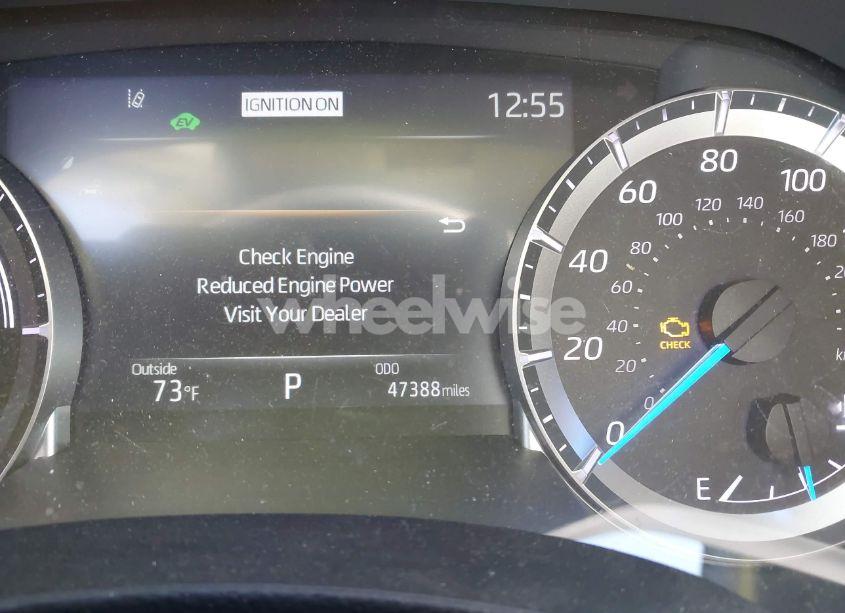 IGNITION ON
12:55
EV
Check Engine
Reduced Engine Power
Visit Your Dealer
wheelwise
Outside
73°F
P
ODO
47388 miles
CHECK
0
20
40
60
80
100
0
20
40
60
80
100
120
140
160
180
E